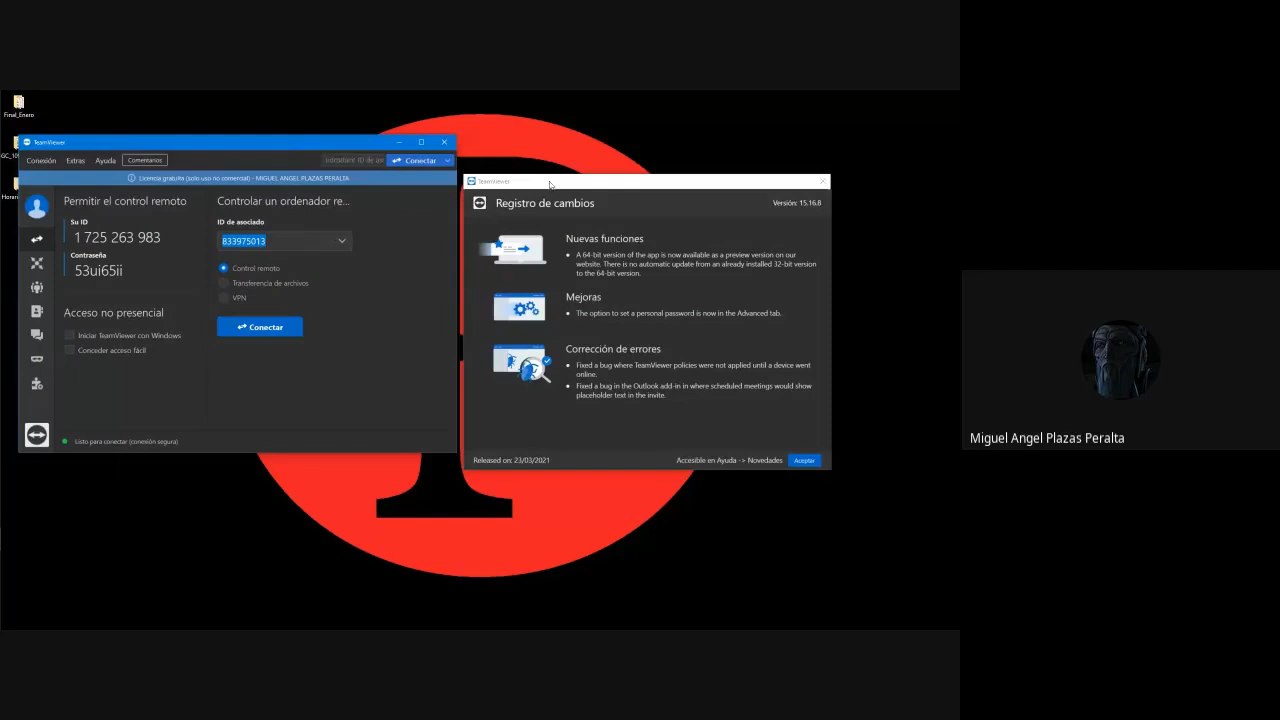 Final_Enero
TeamViewer
Conexión Extras Ayuda Comentarios
Introducir ID de as
Conectar
Licencia gratuita (solo uso no comercial) - MIGUEL ANGEL PLAZAS PERALTA
Permitir el control remoto
Su ID
1 725 263 983
Contraseña
53ui65ii
Acceso no presencial
Iniciar TeamViewer con Windows
Conceder acceso fácil
Controlar un ordenador re...
ID de asociado
833975013
Control remoto
Transferencia de archivos
VPN
Conectar
Listo para conectar (conexión segura)
TeamViewer
Registro de cambios
Versión: 15.16.8
Nuevas funciones
A 64-bit version of the app is now available as a preview version on our
website. There is no automatic update from an already installed 32-bit version
to the 64-bit version.
Mejoras
The option to set a personal password is now in the Advanced tab.
Corrección de errores
Fixed a bug where TeamViewer policies were not applied until a device went
online.
Fixed a bug in the Outlook add-in where scheduled meetings would show
placeholder text in the invite.
Released on: 23/03/2021
Accesible en Ayuda -> Novedades
Aceptar
Miguel Angel Plazas Peralta